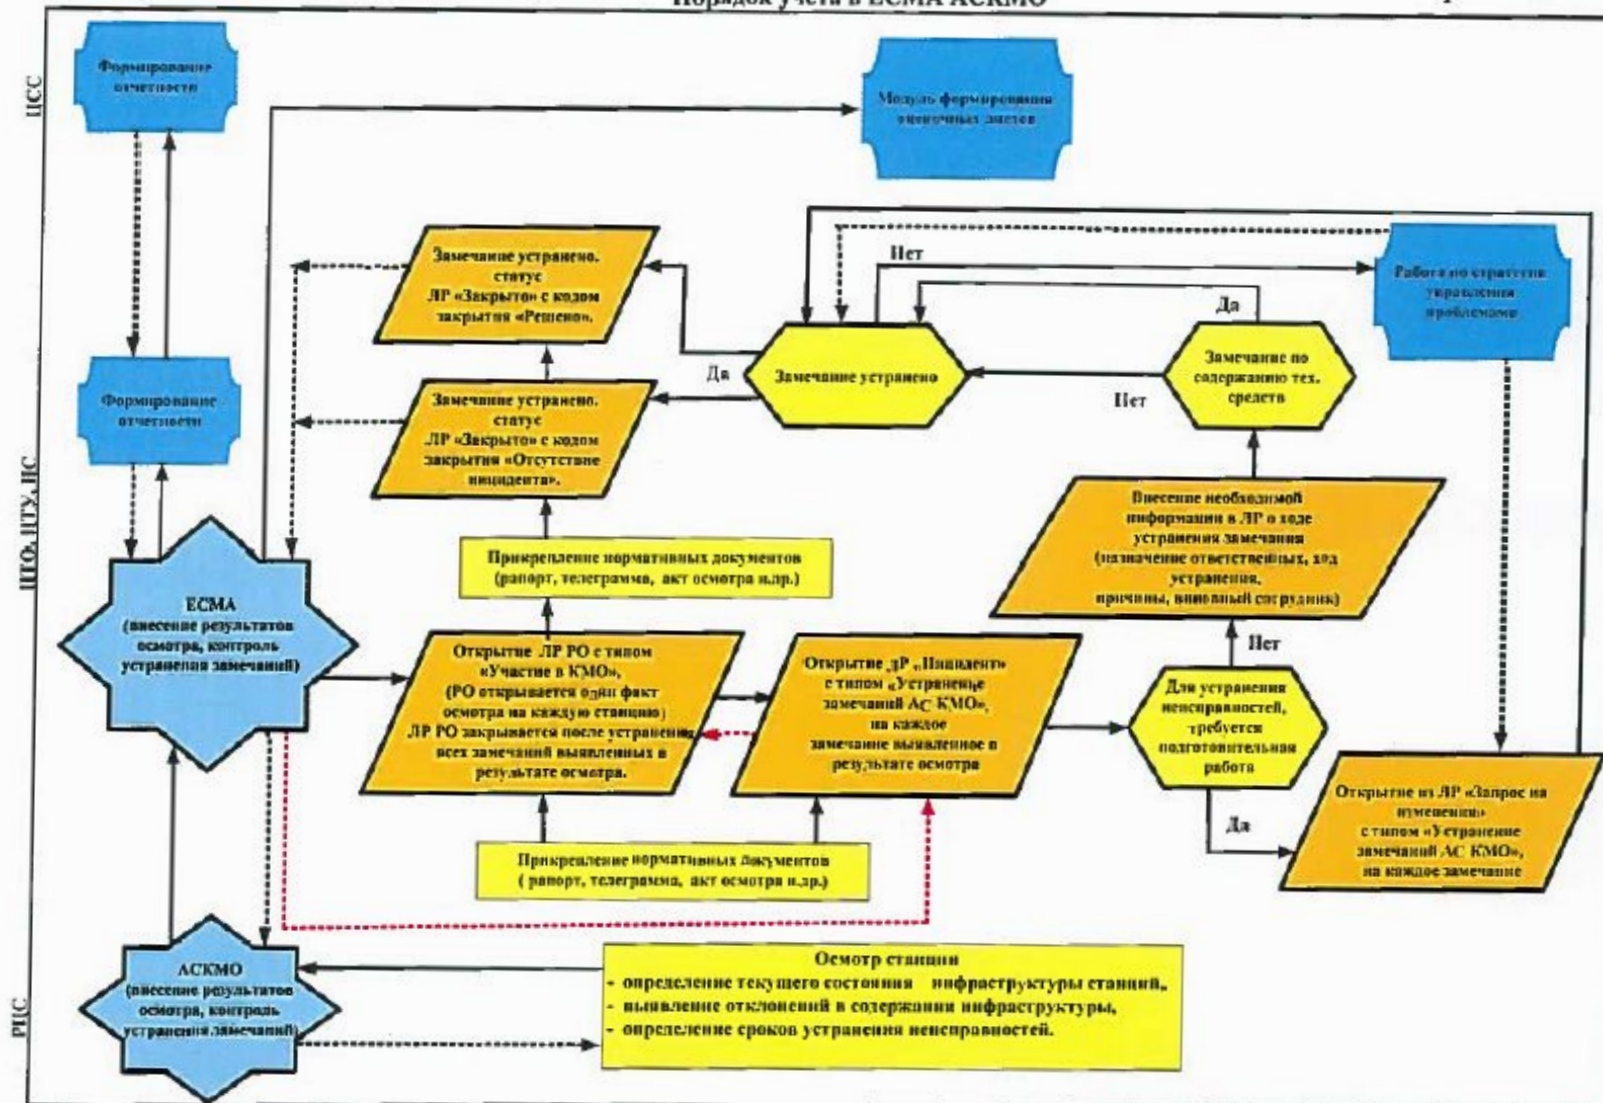 Порядок учета в ЕСМА АСКМО
ЦСС
Формирование
отчетности
Модуль формирования
оценочных листов
Замечание устранено.
статус
ЛР «Закрыто» с кодом
закрытия «Решено».
Нет
Работа по стратегии
управления
проблемами
Да
Замечание устранено
Замечание по
содержанию тех.
средств
Да
Нет
Формирование
отчетности
Замечание устранено.
статус
ЛР «Закрыто» с кодом
закрытия «Отсутствие
инцидента».
Внесение необходимой
информации в ЛР о ходе
устранения замечания
(назначение ответственных, ход
устранения,
причины, виновный сотрудник)
Прикрепление нормативных документов
(рапорт, телеграмма, акт осмотра и.др.)
ЕСМА
(внесение результатов
осмотра, контроль
устранения замечаний)
Открытие ЛР РО с типом
«Участие в КМО»,
(РО открывается один факт
осмотра на каждую станцию)
ЛР РО закрывается после устранения
всех замечаний выявленных в
результате осмотра.
Открытие ЛР „Инцидент»
с типом «Устранение
замечаний АС КМО»,
на каждое
замечание выявленное в
результате осмотра
Нет
Для устранения
неисправностей,
требуется
подготовительная
работа
Да
Открытие из ЛР «Запрос на
изменения»
с типом «Устранение
замечаний АС КМО»,
на каждое замечание
Прикрепление нормативных документов
( рапорт, телеграмма, акт осмотра и.др.)
РЦС
АСКМО
(внесение результатов
осмотра, контроль
устранения замечаний)
Осмотр станции
- определение текущего состояния инфраструктуры станций,
- выявление отклонений в содержания инфраструктуры,
- определение сроков устранения неисправностей.